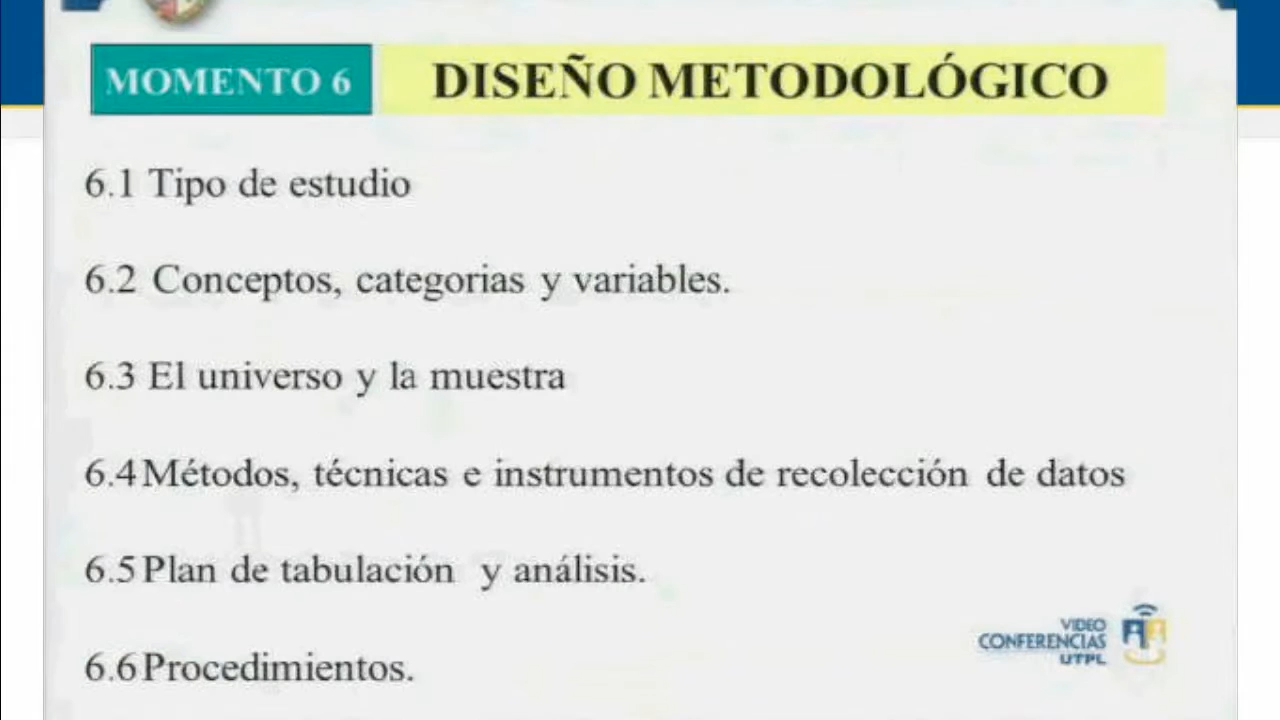 MOMENTO 6 DISEÑO METODOLÓGICO
6.1 Tipo de estudio
6.2 Conceptos, categorias y variables.
6.3 El universo y la muestra
6.4 Métodos, técnicas e instrumentos de recolección de datos
6.5 Plan de tabulación y análisis.
6.6 Procedimientos.
VIDEO
CONFERENCIAS
UTPL